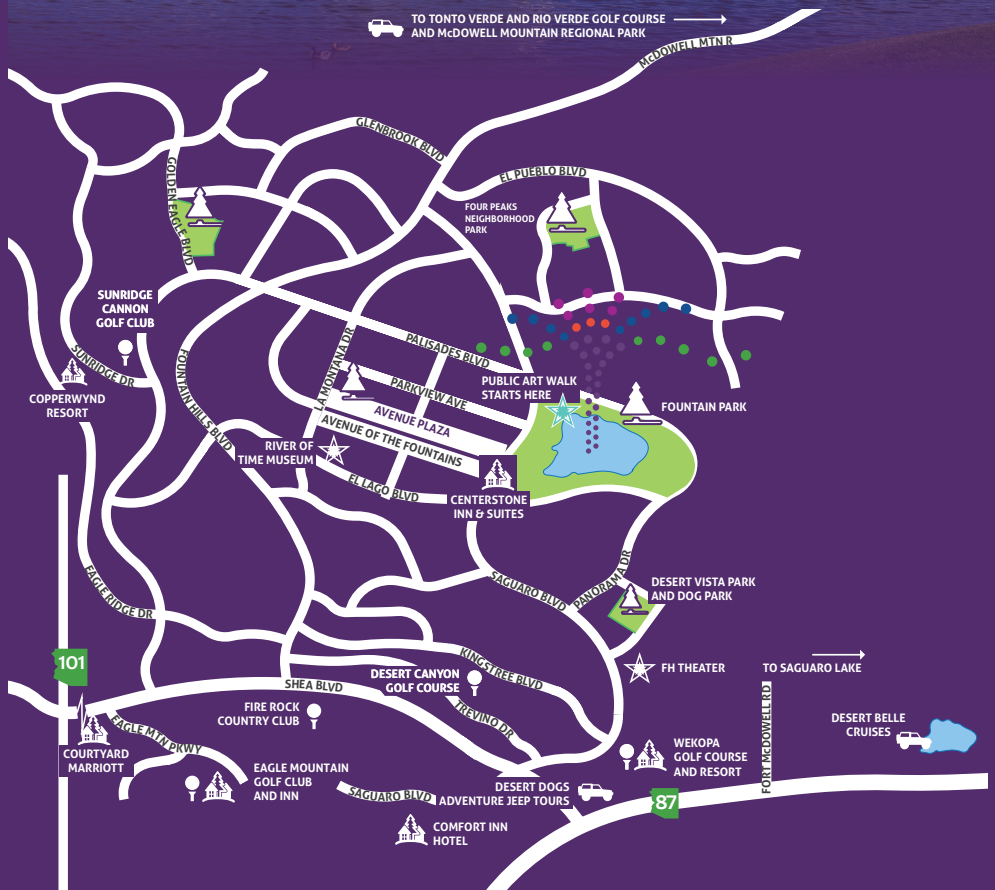 TO TONTO VERDE AND RIO VERDE GOLF COURSE
AND McDOWELL MOUNTAIN REGIONAL PARK
McDOWELL MTN R
GLENBROOK BLVD
EL PUEBLO BLVD
GOLDEN EAGLE BLVD
FOUR PEAKS
NEIGHBORHOOD
PARK
SUNRIDGE
CANNON
GOLF CLUB
SUNRIDGE DR
COPPERWYND
RESORT
FOUNTAIN HILLS BLVD
LA MONTANA DR
PALISADES BLVD
PARKVIEW AVE
AVENUE PLAZA
AVENUE OF THE FOUNTAINS
PUBLIC ART WALK
STARTS HERE
FOUNTAIN PARK
RIVER OF
TIME MUSEUM
EL LAGO BLVD
CENTERSTONE
INN & SUITES
SAGUARO BLVD
PANORAMA DR
DESERT VISTA PARK
AND DOG PARK
EAGLE RIDGE DR
101
KINGSTREE BLVD
FH THEATER
TO SAGUARO LAKE
DESERT CANYON
GOLF COURSE
SHEA BLVD
FIRE ROCK
COUNTRY CLUB
TREVINO DR
FORT McDOWELL RD
DESERT BELLE
CRUISES
EAGLE MTN PKWY
COURTYARD
MARRIOTT
WEKOPA
GOLF COURSE
AND RESORT
EAGLE MOUNTAIN
GOLF CLUB
AND INN
SAGUARO BLVD
DESERT DOGS
ADVENTURE JEEP TOURS
87
COMFORT INN
HOTEL